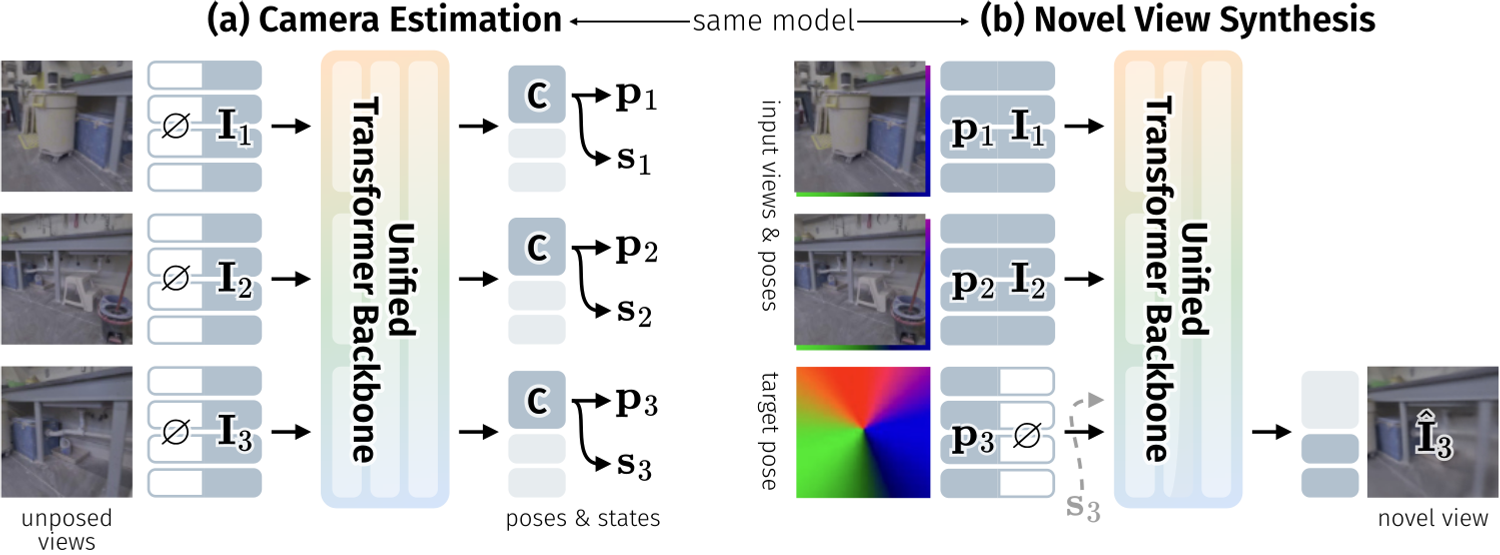 (a) Camera Estimation
same model
(b) Novel View Synthesis
∅ I₁
∅ I₂
∅ I₃
unposed
views
Unified
Transformer Backbone
C
p₁
s₁
C
p₂
s₂
C
p₃
s₃
poses & states
input views & poses
target pose
p₁ I₁
p₂ I₂
p₃ ∅
s₃
Unified
Transformer Backbone
Î₃
novel view